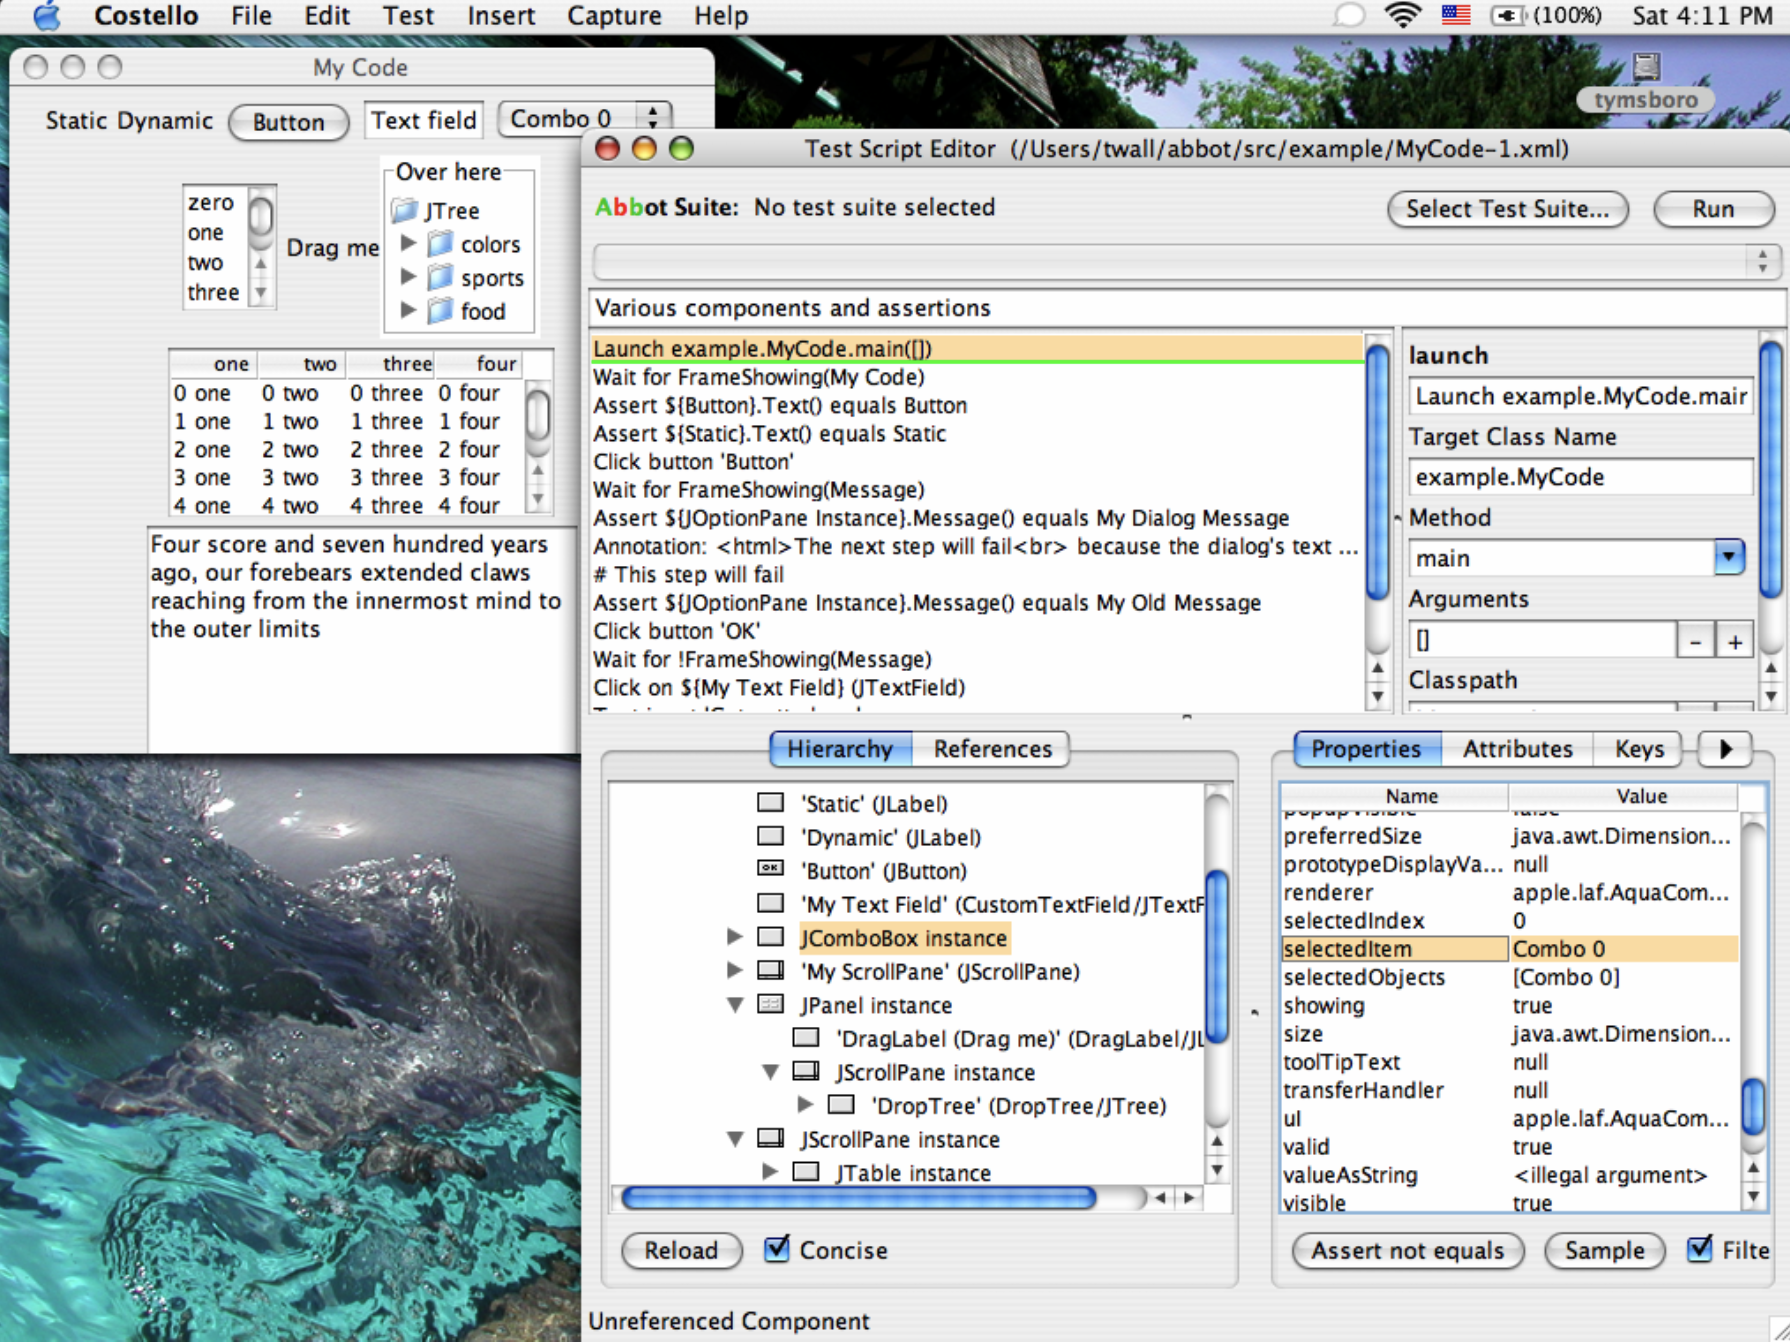 Costello File Edit Test Insert Capture Help (100%) Sat 4:11 PM
tymsboro
My Code
Static Dynamic Button Text field Combo 0
zero
one
two
three
Drag me
Over here
JTree
colors
sports
food
one two three four
0 one 0 two 0 three 0 four
1 one 1 two 1 three 1 four
2 one 2 two 2 three 2 four
3 one 3 two 3 three 3 four
4 one 4 two 4 three 4 four
Four score and seven hundred years
ago, our forebears extended claws
reaching from the innermost mind to
the outer limits
Test Script Editor (/Users/twall/abbot/src/example/MyCode-1.xml)
Abbot Suite: No test suite selected Select Test Suite... Run
Various components and assertions
Launch example.MyCode.main([])
Wait for FrameShowing(My Code)
Assert ${Button}.Text() equals Button
Assert ${Static}.Text() equals Static
Click button 'Button'
Wait for FrameShowing(Message)
Assert ${JOptionPane Instance}.Message() equals My Dialog Message
Annotation: <html>The next step will fail<br> because the dialog's text ...
# This step will fail
Assert ${JOptionPane Instance}.Message() equals My Old Message
Click button 'OK'
Wait for !FrameShowing(Message)
Click on ${My Text Field} (JTextField)
launch
Launch example.MyCode.mair
Target Class Name
example.MyCode
Method
main
Arguments
[] - +
Classpath
Hierarchy References
'Static' (JLabel)
'Dynamic' (JLabel)
OK 'Button' (JButton)
'My Text Field' (CustomTextField/JTextF
JComboBox instance
'My ScrollPane' (JScrollPane)
JPanel instance
'DragLabel (Drag me)' (DragLabel/JL
JScrollPane instance
'DropTree' (DropTree/JTree)
JScrollPane instance
JTable instance
Reload Concise
Properties Attributes Keys
Name Value
popupVisible false
preferredSize java.awt.Dimension...
prototypeDisplayVa... null
renderer apple.laf.AquaCom...
selectedIndex 0
selectedItem Combo 0
selectedObjects [Combo 0]
showing true
size java.awt.Dimension...
toolTipText null
transferHandler null
uI apple.laf.AquaCom...
valid true
valueAsString <illegal argument>
visible true
Assert not equals Sample Filte
Unreferenced Component